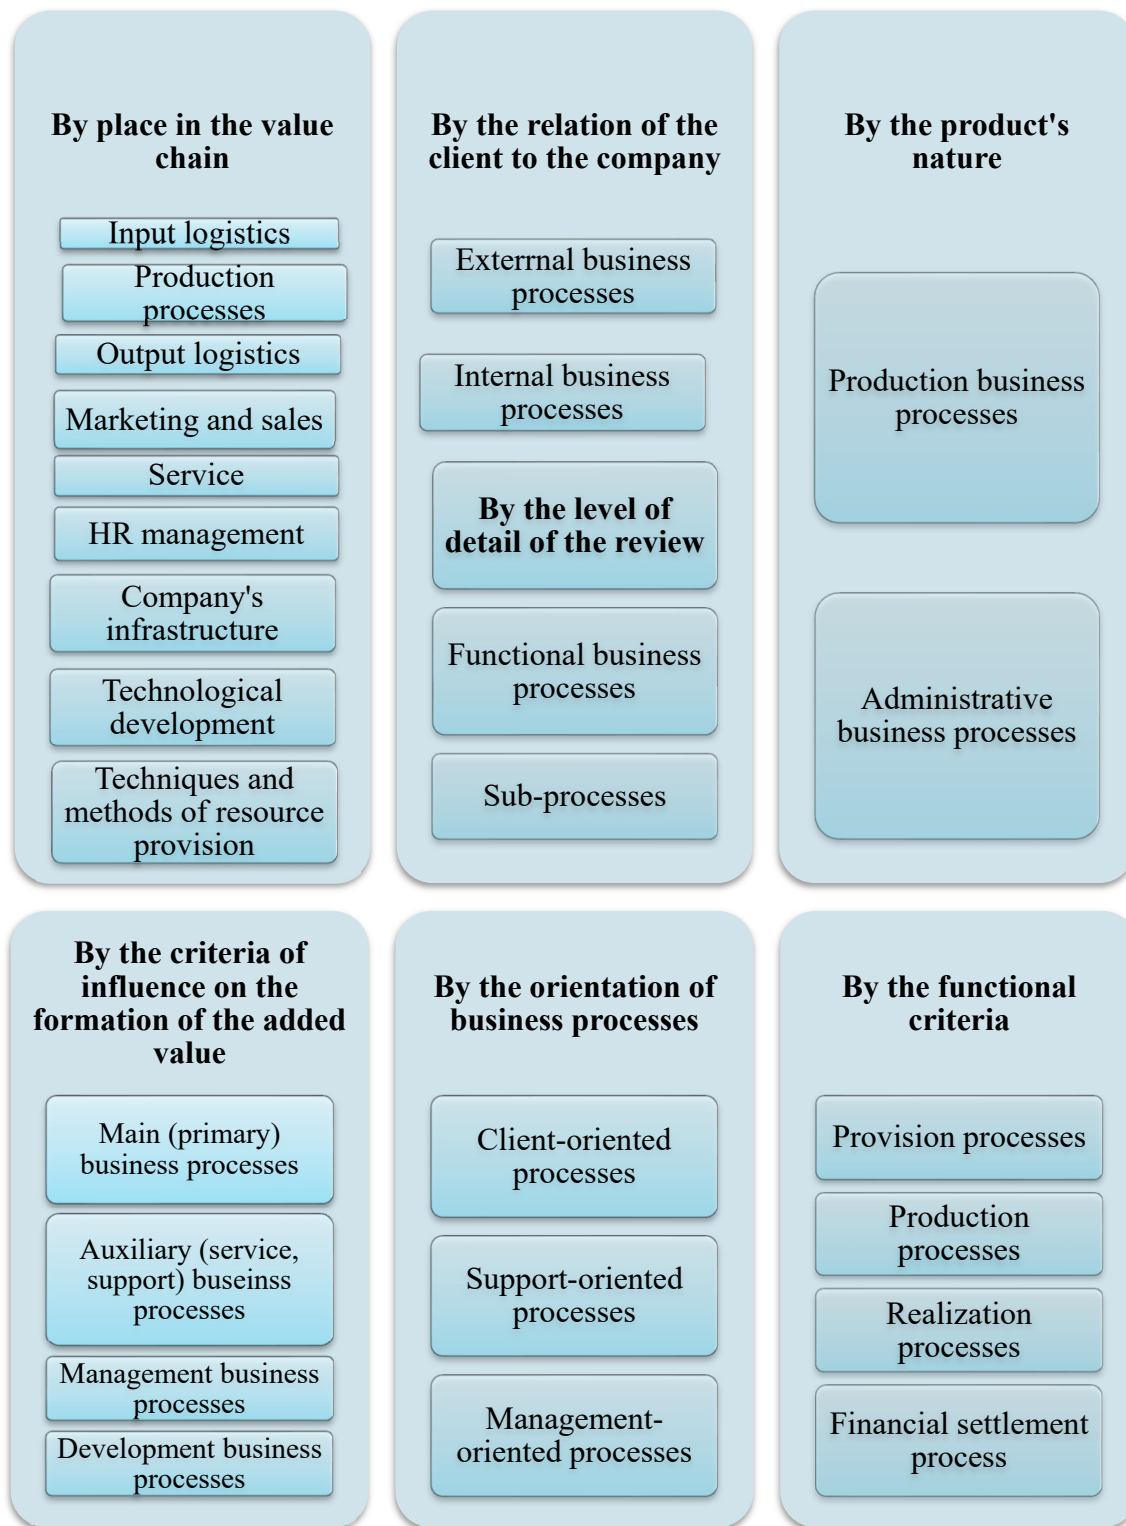 By place in the value
chain
Input logistics
Production
processes
Output logistics
Marketing and sales
Service
HR management
Company's
infrastructure
Technological
development
Techniques and
methods of resource
provision
By the relation of the
client to the company
Exterrnal business
processes
Internal business
processes
By the level of
detail of the review
Functional business
processes
Sub-processes
By the product's
nature
Production business
processes
Administrative
business processes
By the criteria of
influence on the
formation of the added
value
Main (primary)
business processes
Auxiliary (service,
support) buseinss
processes
Management business
processes
Development business
processes
By the orientation of
business processes
Client-oriented
processes
Support-oriented
processes
Management-
oriented processes
By the functional
criteria
Provision processes
Production
processes
Realization
processes
Financial settlement
process